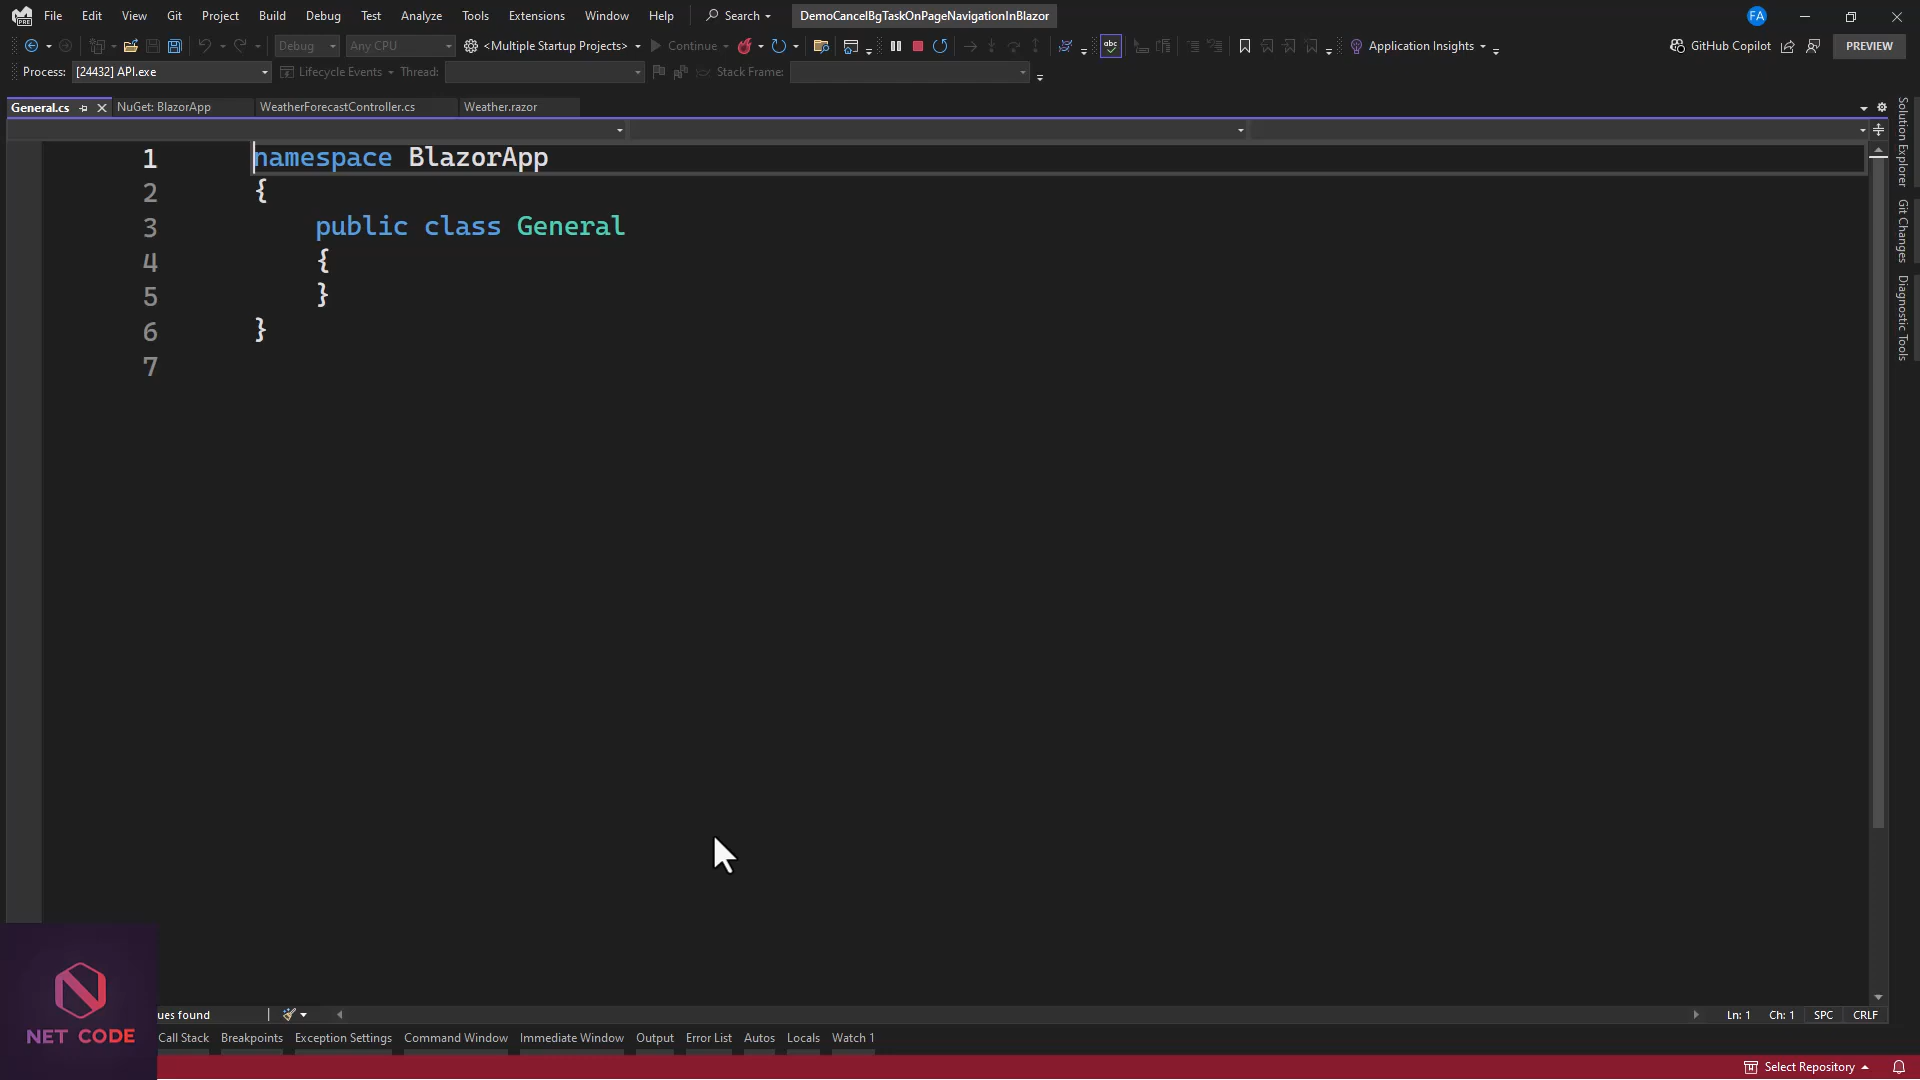 File Edit View Git Project Build Debug Test Analyze Tools Extensions Window Help Search DemoCancelBgTaskOnPageNavigationInBlazor FA
Debug Any CPU <Multiple Startup Projects> Continue abc Application Insights GitHub Copilot PREVIEW
Process: [24432] API.exe Lifecycle Events Thread: Stack Frame:
General.cs NuGet: BlazorApp WeatherForecastController.cs Weather.razor
1 namespace BlazorApp
2 {
3 public class General
4 {
5 }
6 }
7
Solution Explorer
Git Changes
Diagnostic Tools
ues found Ln: 1 Ch: 1 SPC CRLF
Call Stack Breakpoints Exception Settings Command Window Immediate Window Output Error List Autos Locals Watch 1
NET CODE
Select Repository